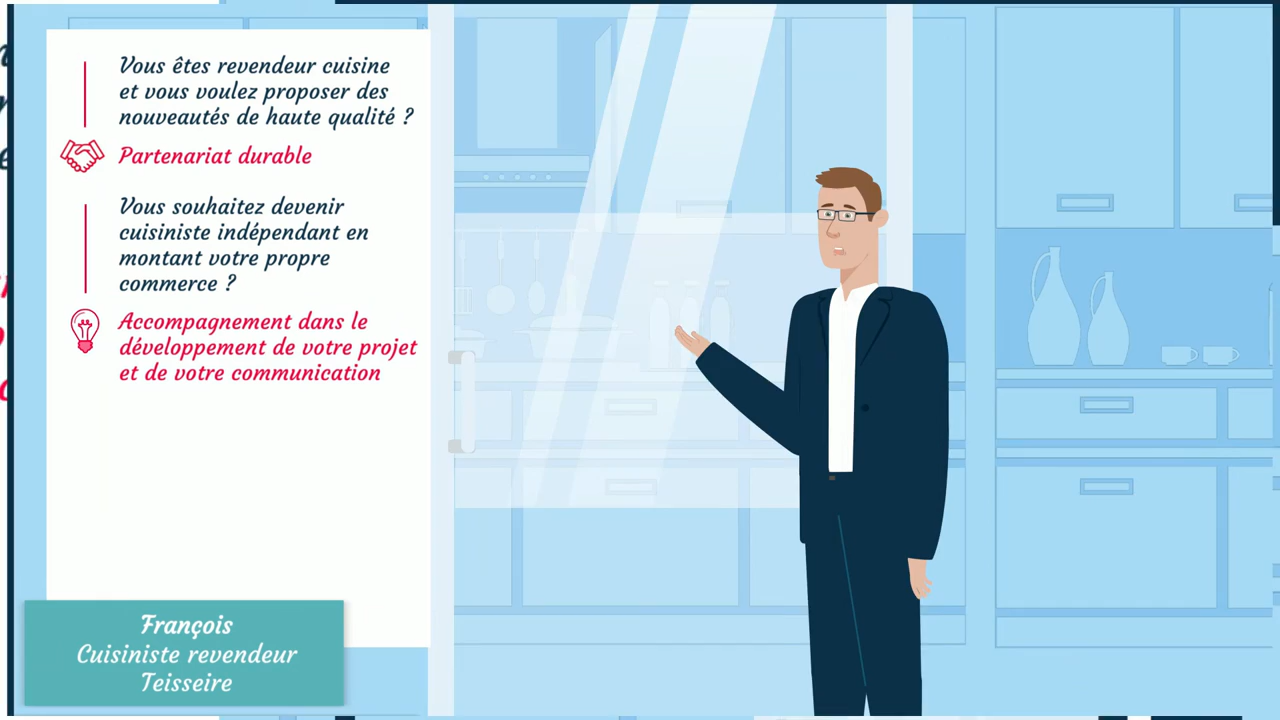 Vous êtes revendeur cuisine
et vous voulez proposer des
nouveautés de haute qualité ?
Partenariat durable
Vous souhaitez devenir
cuisiniste indépendant en
montant votre propre
commerce ?
Accompagnement dans le
développement de votre projet
et de votre communication
François
Cuisiniste revendeur
Teisseire